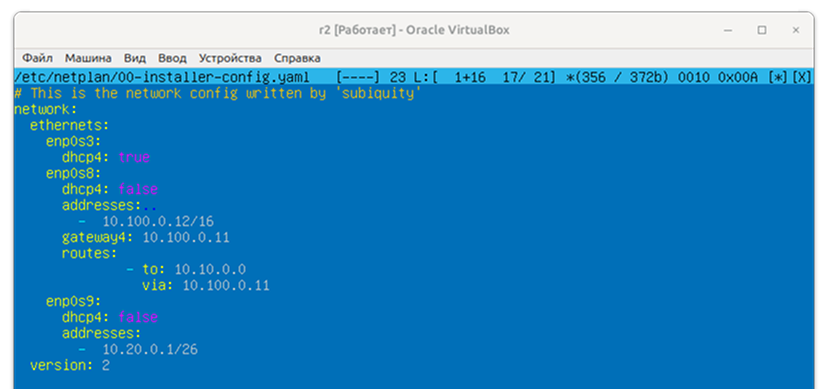 r2 [Работает] - Oracle VirtualBox
Файл Машина Вид Ввод Устройства Справка
/etc/netplan/00-installer-config.yaml [----] 23 L:[ 1+16 17/ 21] *(356 / 372b) 0010 0x00A [*][X]
# This is the network config written by 'subiquity'
network:
  ethernets:
    enp0s3:
      dhcp4: true
    enp0s8:
      dhcp4: false
      addresses:..
        - 10.100.0.12/16
      gateway4: 10.100.0.11
      routes:
              - to: 10.10.0.0
                via: 10.100.0.11
    enp0s9:
      dhcp4: false
      addresses:
        - 10.20.0.1/26
  version: 2